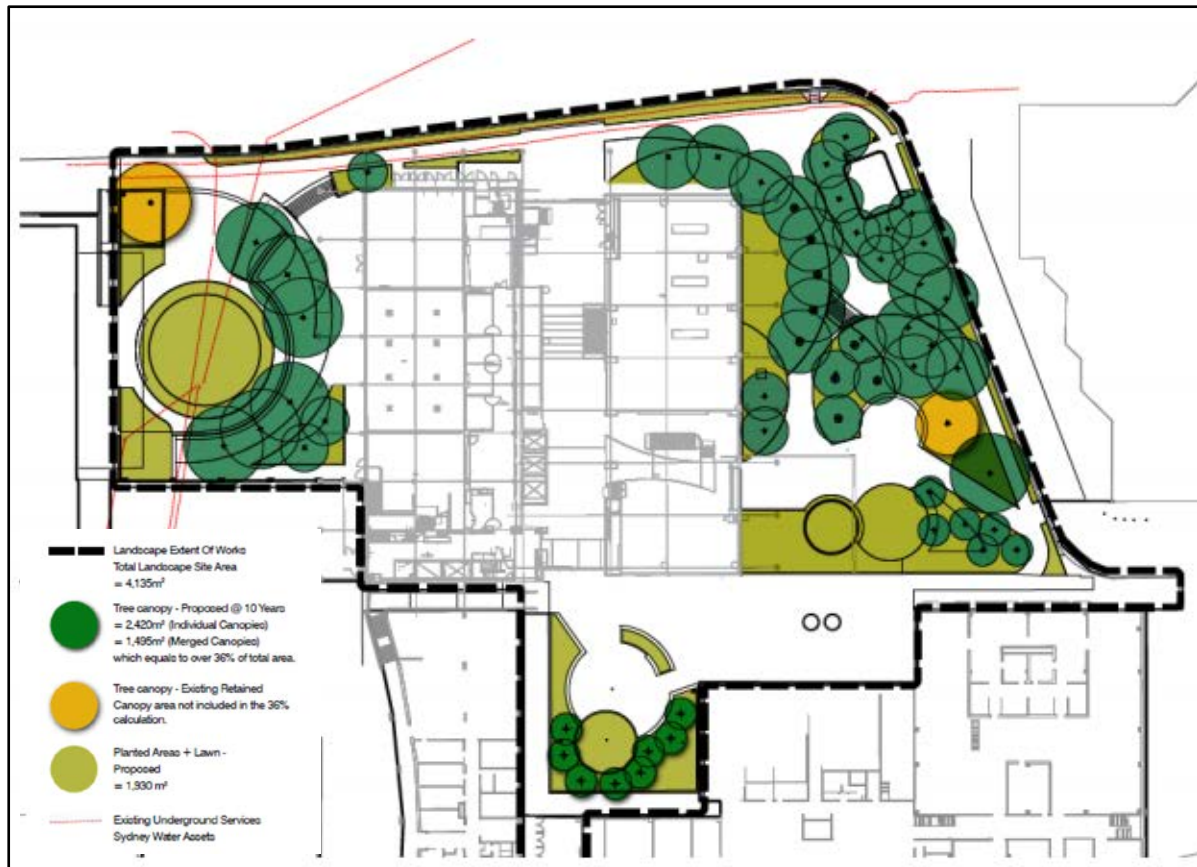 Landscape Extent Of Works
Total Landscape Site Area
= 4,135m²
Tree canopy - Proposed @ 10 Years
= 2,420m² (Individual Canopies)
= 1,495m² (Merged Canopies)
which equals to over 36% of total area.
Tree canopy - Existing Retained
Canopy area not included in the 36%
calculation.
Planted Areas + Lawn -
Proposed
= 1,930 m²
Existing Underground Services
Sydney Water Assets